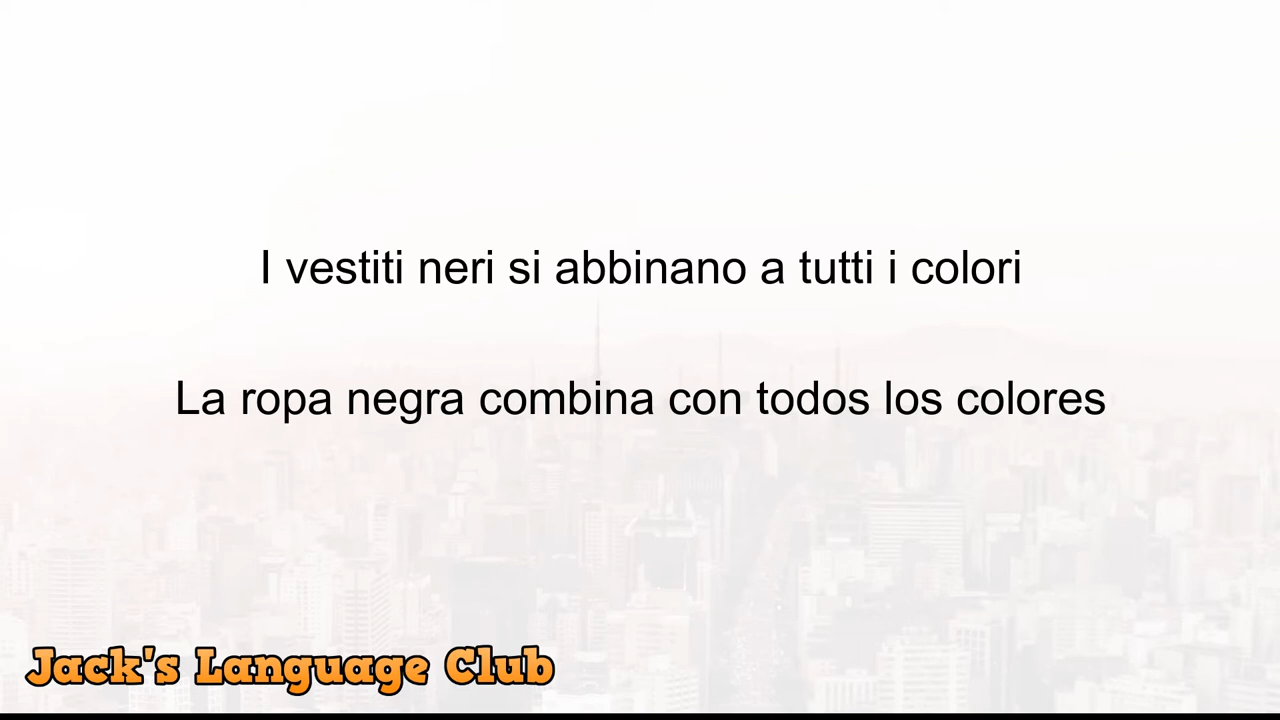 I vestiti neri si abbinano a tutti i colori
La ropa negra combina con todos los colores
Jack's Language Club